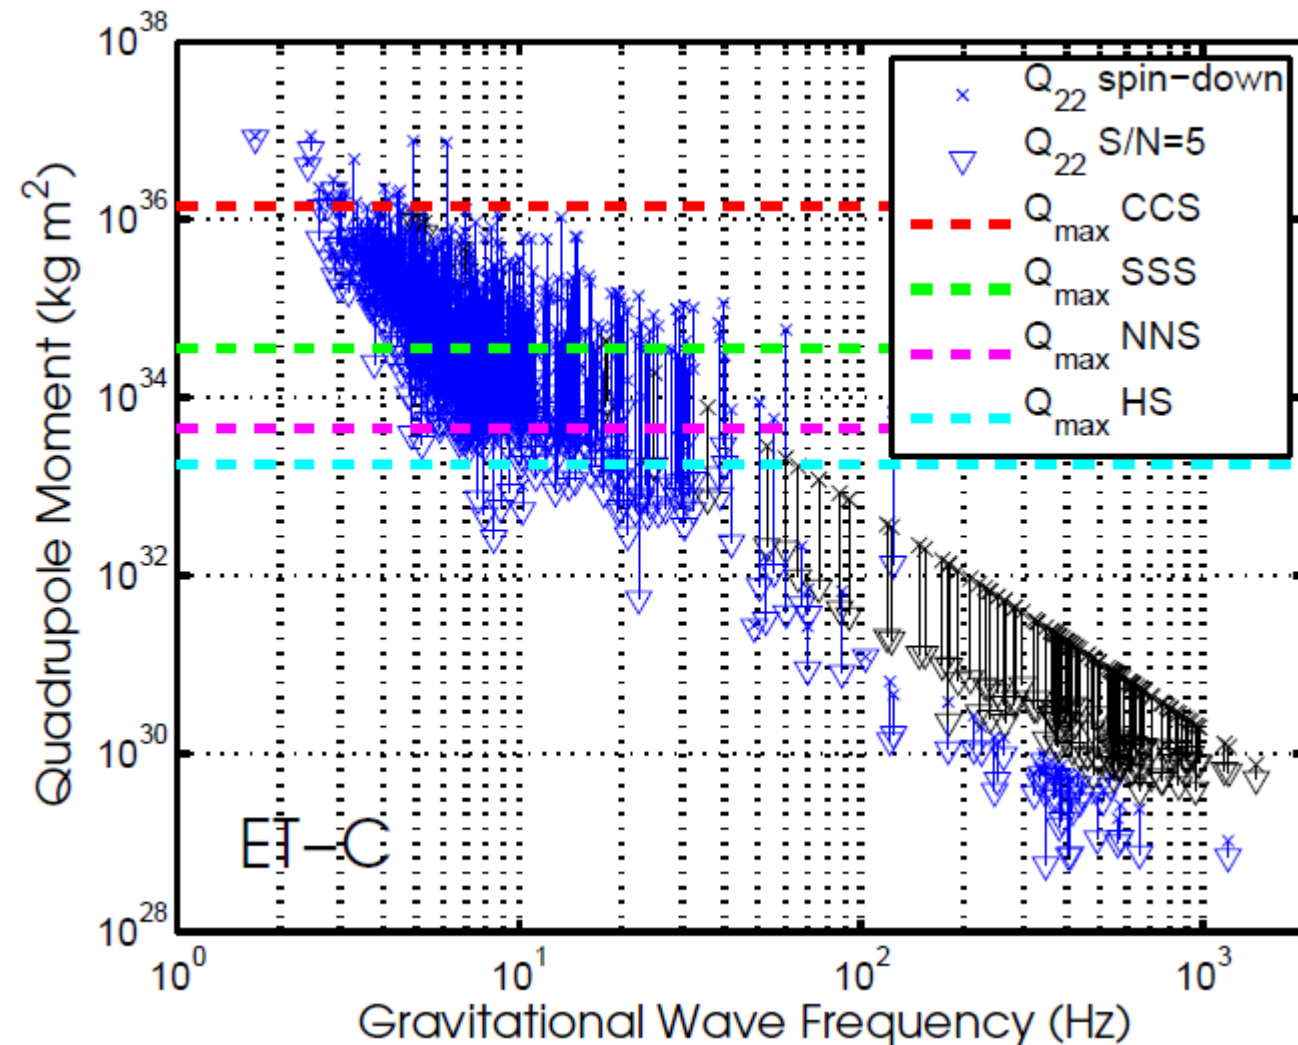 10^38
10^36
10^34
10^32
10^30
10^28
Quadrupole Moment (kg m^2)
Q_22 spin-down
Q_22 S/N=5
Q_max CCS
Q_max SSS
Q_max NNS
Q_max HS
ET-C
10^0 10^1 10^2 10^3
Gravitational Wave Frequency (Hz)